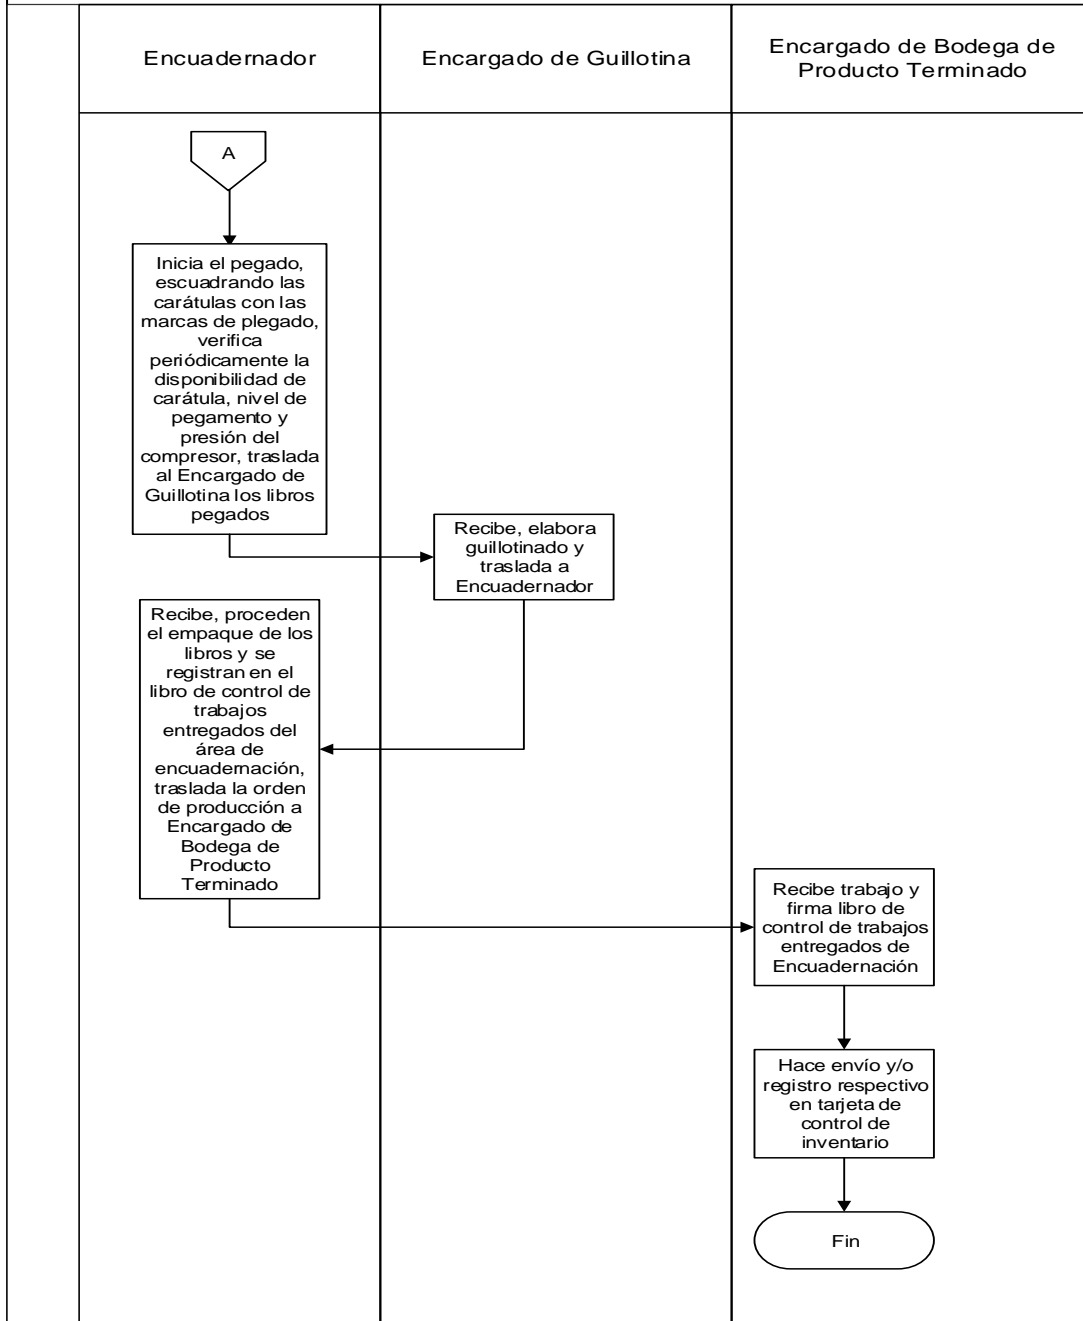 Encuadernador
Encargado de Guillotina
Encargado de Bodega de
Producto Terminado
A
Inicia el pegado,
escuadrando las
carátulas con las
marcas de plegado,
verifica
periódicamente la
disponibilidad de
carátula, nivel de
pegamento y
presión del
compresor, traslada
al Encargado de
Guillotina los libros
pegados
Recibe, elabora
guillotinado y
traslada a
Encuadernador
Recibe, proceden
el empaque de los
libros y se
registran en el
libro de control de
trabajos
entregados del
área de
encuadernación,
traslada la orden
de producción a
Encargado de
Bodega de
Producto
Terminado
Recibe trabajo y
firma libro de
control de trabajos
entregados de
Encuadernación
Hace envío y/o
registro respectivo
en tarjeta de
control de
inventario
Fin